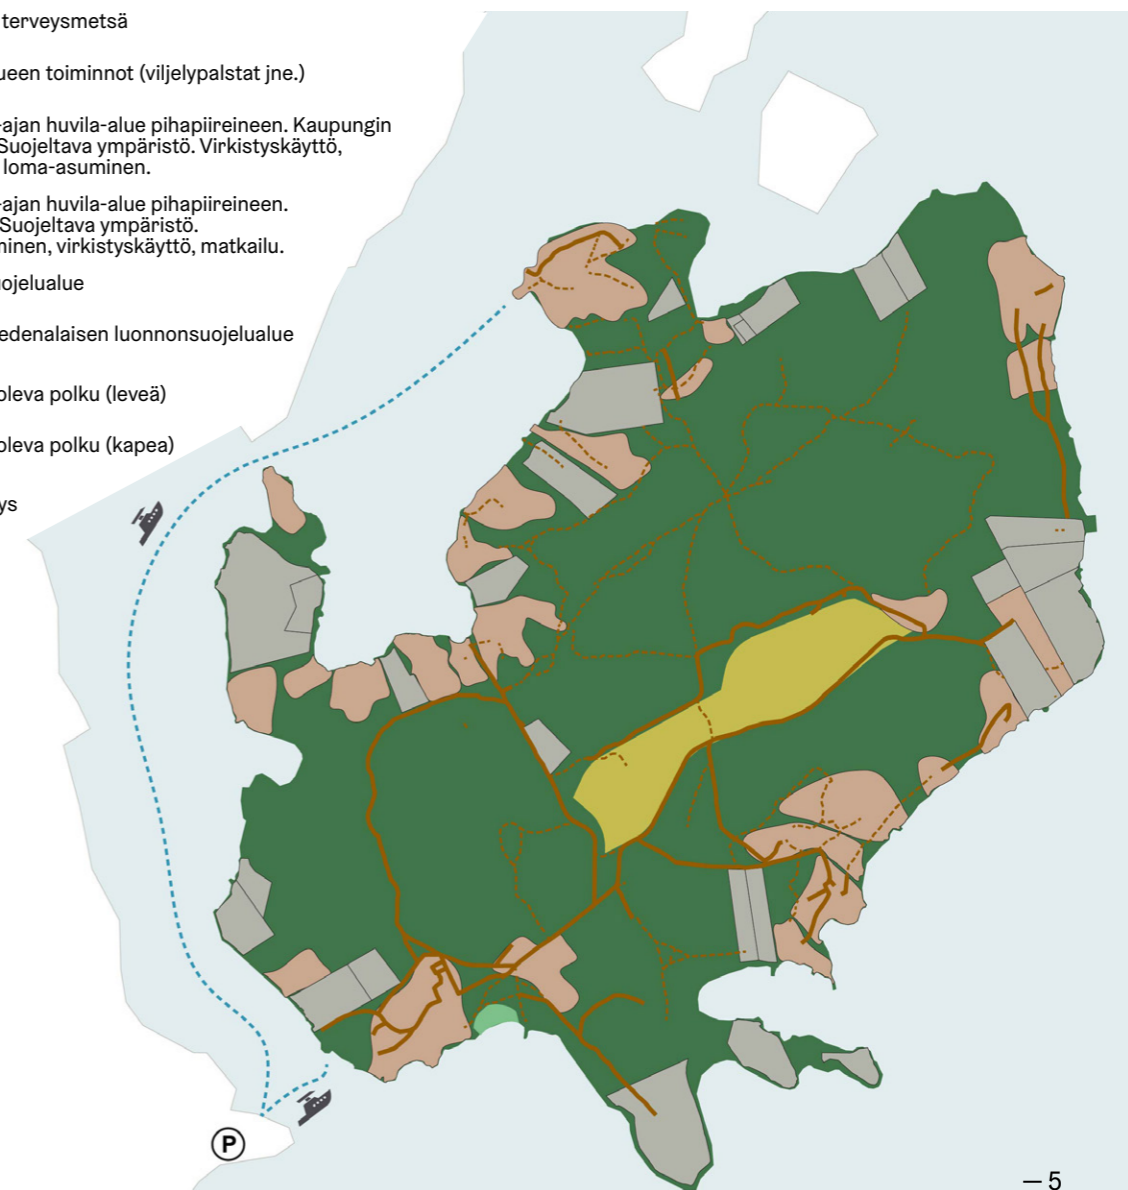 terveysmetsä
ueen toiminnot (viljelypalstat jne.)
-ajan huvila-alue pihapiireineen. Kaupungin
Suojeltava ympäristö. Virkistyskäyttö,
loma-asuminen.
-ajan huvila-alue pihapiireineen.
Suojeltava ympäristö.
minen, virkistyskäyttö, matkailu.
uojelualue
edenalaisen luonnonsuojelualue
oleva polku (leveä)
oleva polku (kapea)
ys
P
— 5